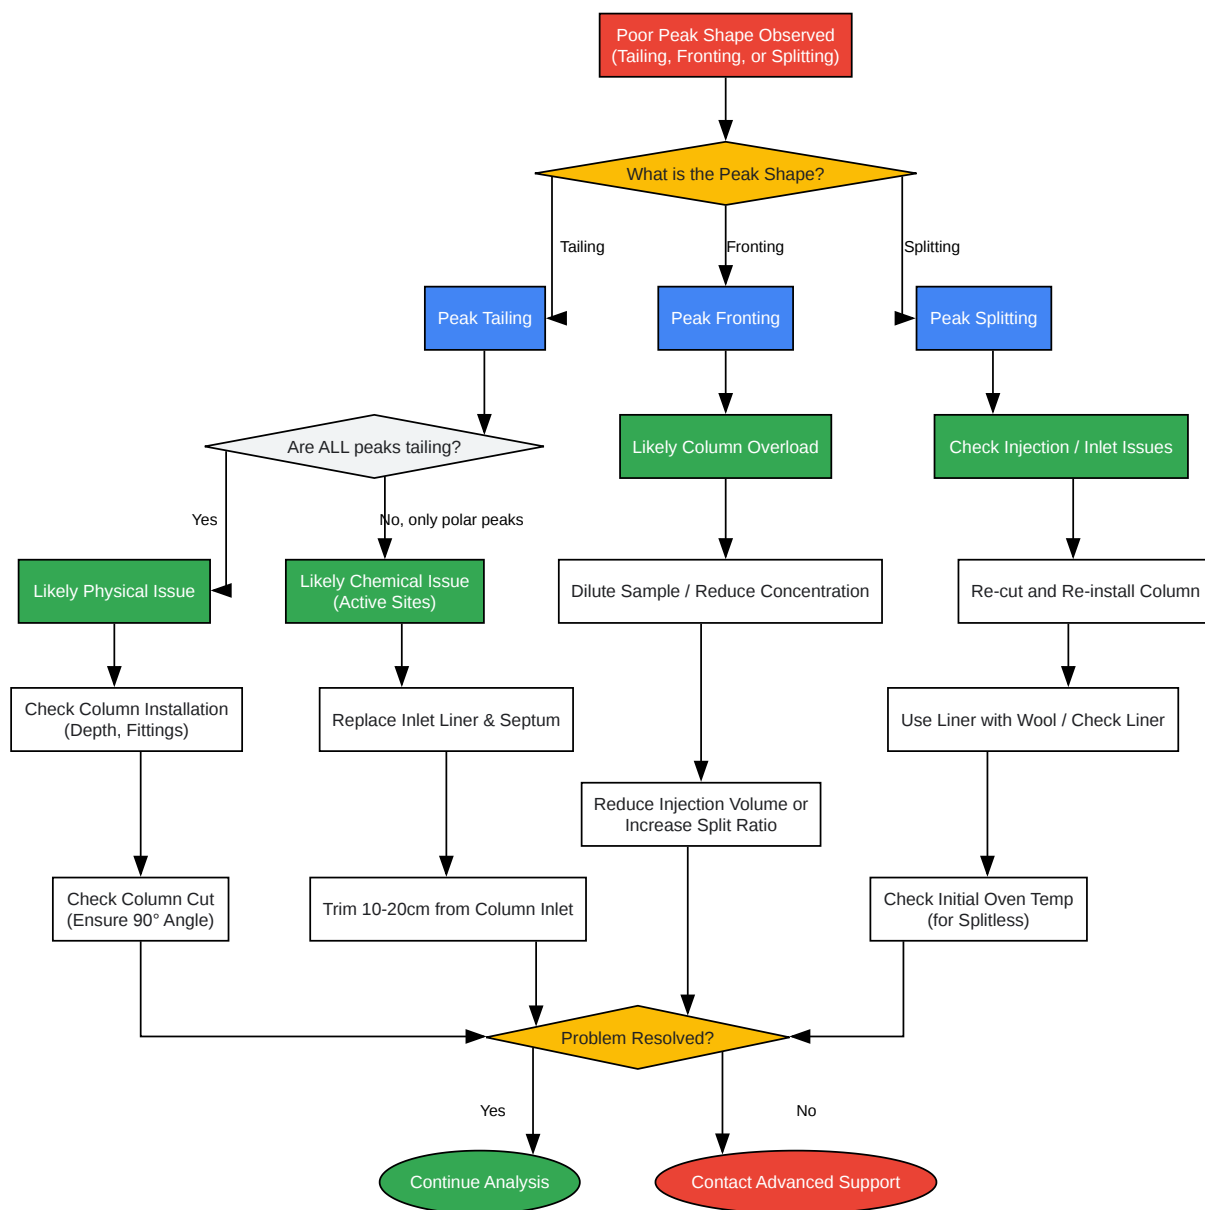 Poor Peak Shape Observed
(Tailing, Fronting, or Splitting)
What is the Peak Shape?
Tailing
Fronting
Splitting
Peak Tailing
Peak Fronting
Peak Splitting
Are ALL peaks tailing?
Likely Column Overload
Check Injection / Inlet Issues
Yes
No, only polar peaks
Likely Physical Issue
Likely Chemical Issue
(Active Sites)
Dilute Sample / Reduce Concentration
Re-cut and Re-install Column
Check Column Installation
(Depth, Fittings)
Replace Inlet Liner & Septum
Use Liner with Wool / Check Liner
Reduce Injection Volume or
Increase Split Ratio
Check Column Cut
(Ensure 90° Angle)
Trim 10-20cm from Column Inlet
Check Initial Oven Temp
(for Splitless)
Problem Resolved?
Yes
No
Continue Analysis
Contact Advanced Support